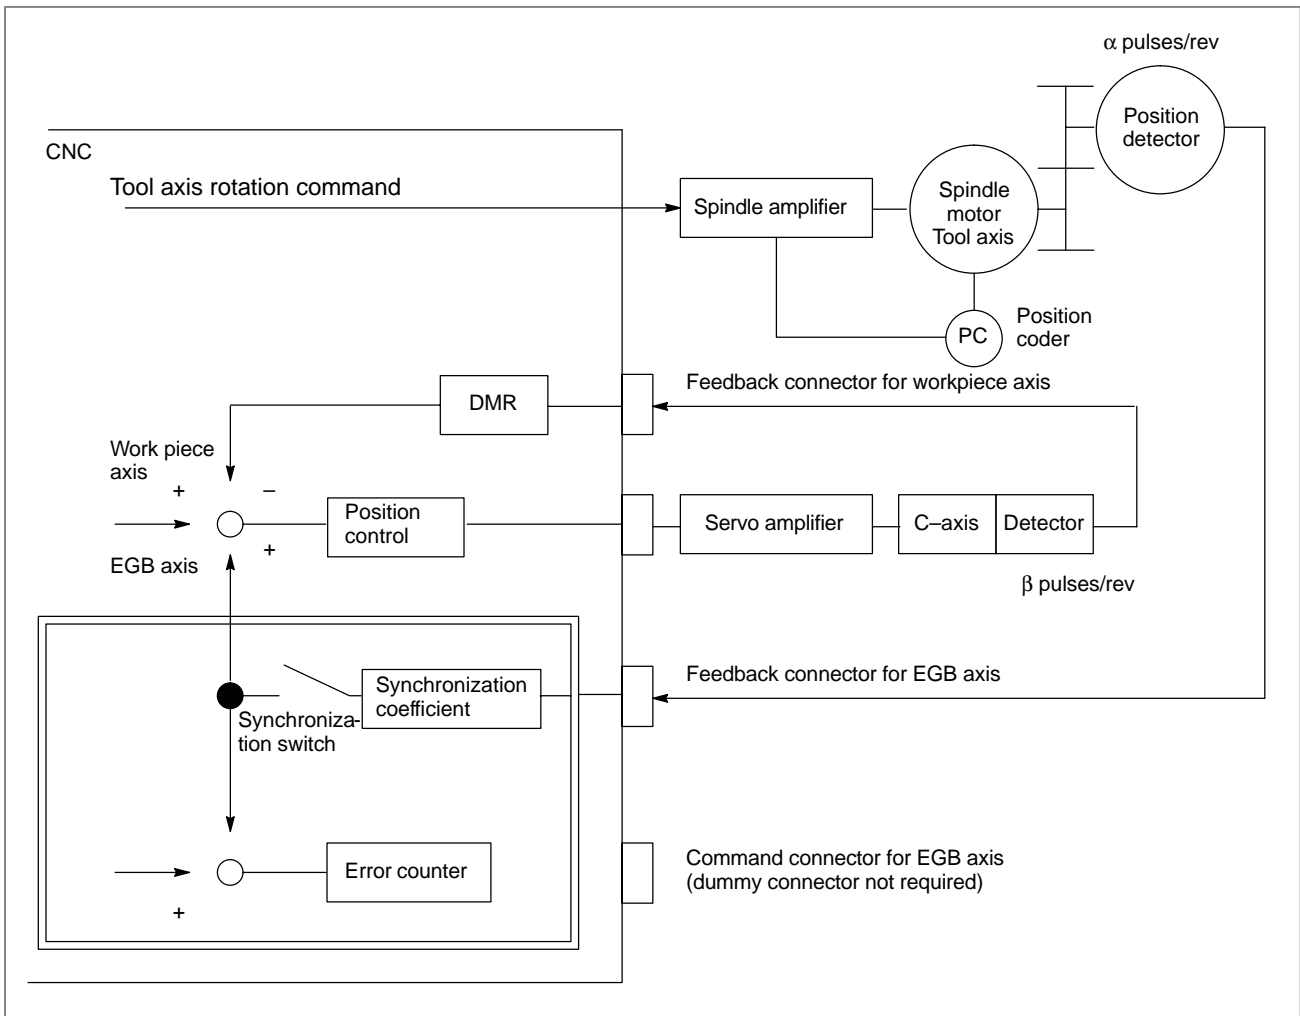 α pulses/rev
Position
detector
CNC
Tool axis rotation command
Spindle amplifier
Spindle
motor
Tool axis
PC
Position
coder
Feedback connector for workpiece axis
DMR
Work piece
axis
+
–
Position
control
+
EGB axis
Servo amplifier
C–axis
Detector
β pulses/rev
Feedback connector for EGB axis
Synchronization
coefficient
Synchroniza-
tion switch
Error counter
+
Command connector for EGB axis
(dummy connector not required)